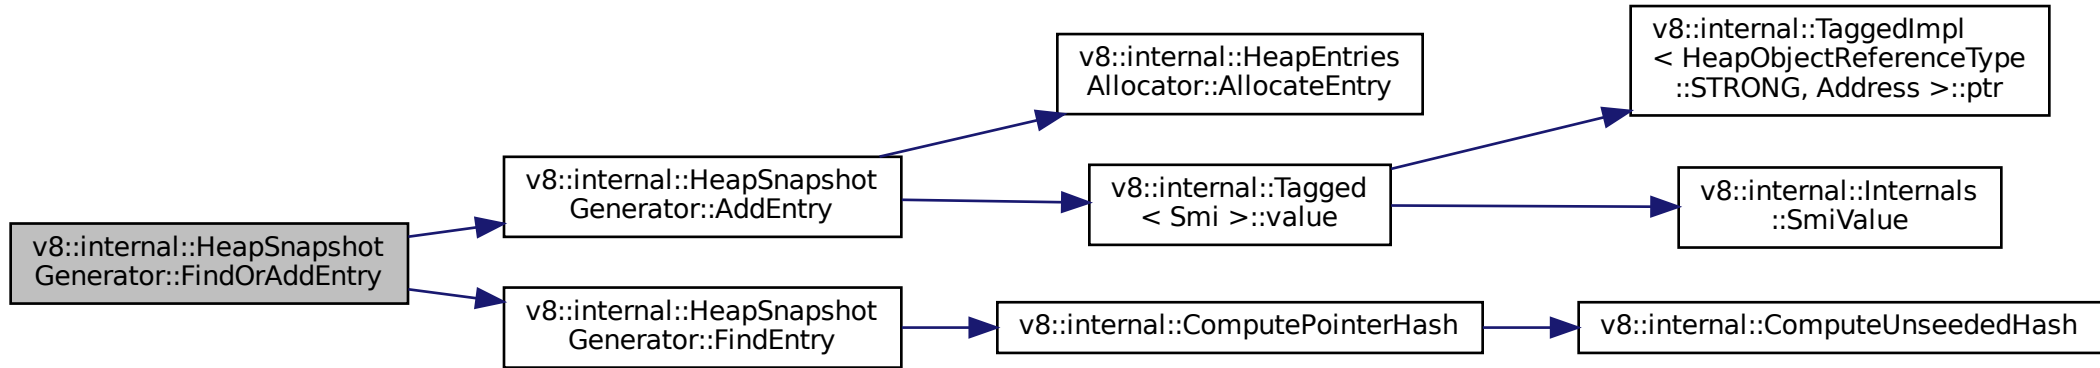 v8::internal::HeapSnapshot
Generator::FindOrAddEntry
v8::internal::HeapSnapshot
Generator::AddEntry
v8::internal::HeapEntries
Allocator::AllocateEntry
v8::internal::Tagged
< Smi >::value
v8::internal::TaggedImpl
< HeapObjectReferenceType
::STRONG, Address >::ptr
v8::internal::Internals
::SmiValue
v8::internal::HeapSnapshot
Generator::FindEntry
v8::internal::ComputePointerHash
v8::internal::ComputeUnseededHash